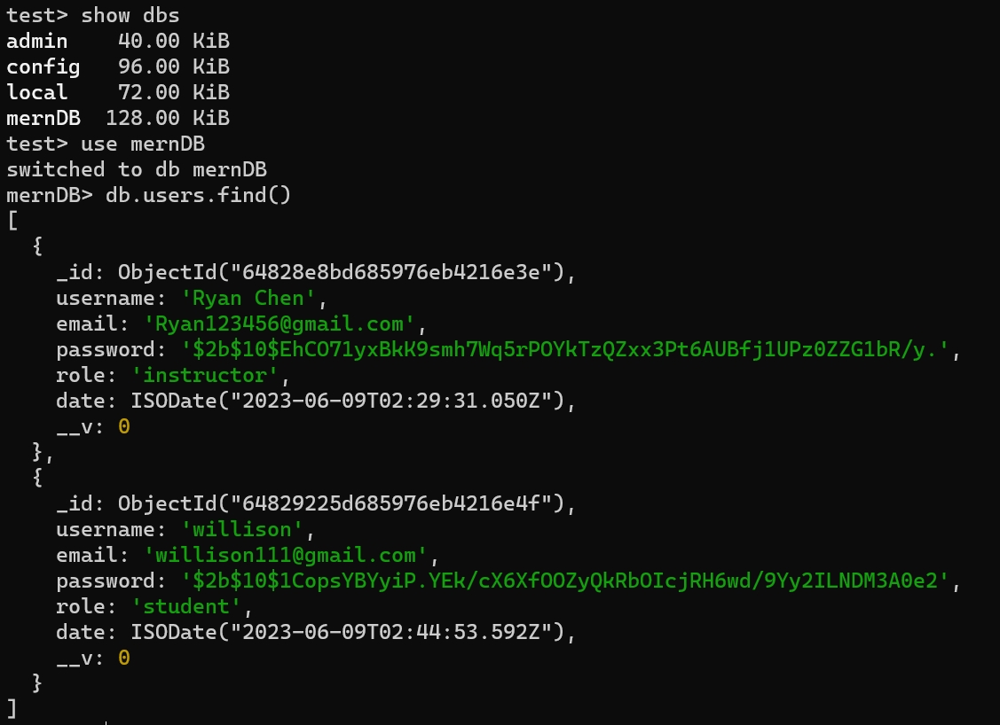 test> show dbs
admin    40.00 KiB
config   96.00 KiB
local    72.00 KiB
mernDB  128.00 KiB
test> use mernDB
switched to db mernDB
mernDB> db.users.find()
[
  {
    _id: ObjectId("64828e8bd685976eb4216e3e"),
    username: 'Ryan Chen',
    email: 'Ryan123456@gmail.com',
    password: '$2b$10$EhCO71yxBkK9smh7Wq5rPOYkTzQZxx3Pt6AUBfj1UPz0ZZG1bR/y.',
    role: 'instructor',
    date: ISODate("2023-06-09T02:29:31.050Z"),
    __v: 0
  },
  {
    _id: ObjectId("64829225d685976eb4216e4f"),
    username: 'willison',
    email: 'willison111@gmail.com',
    password: '$2b$10$1CopsYBYyiP.YEk/cX6XfOOZyQkRbOIcjRH6wd/9Yy2ILNDM3A0e2',
    role: 'student',
    date: ISODate("2023-06-09T02:44:53.592Z"),
    __v: 0
  }
]